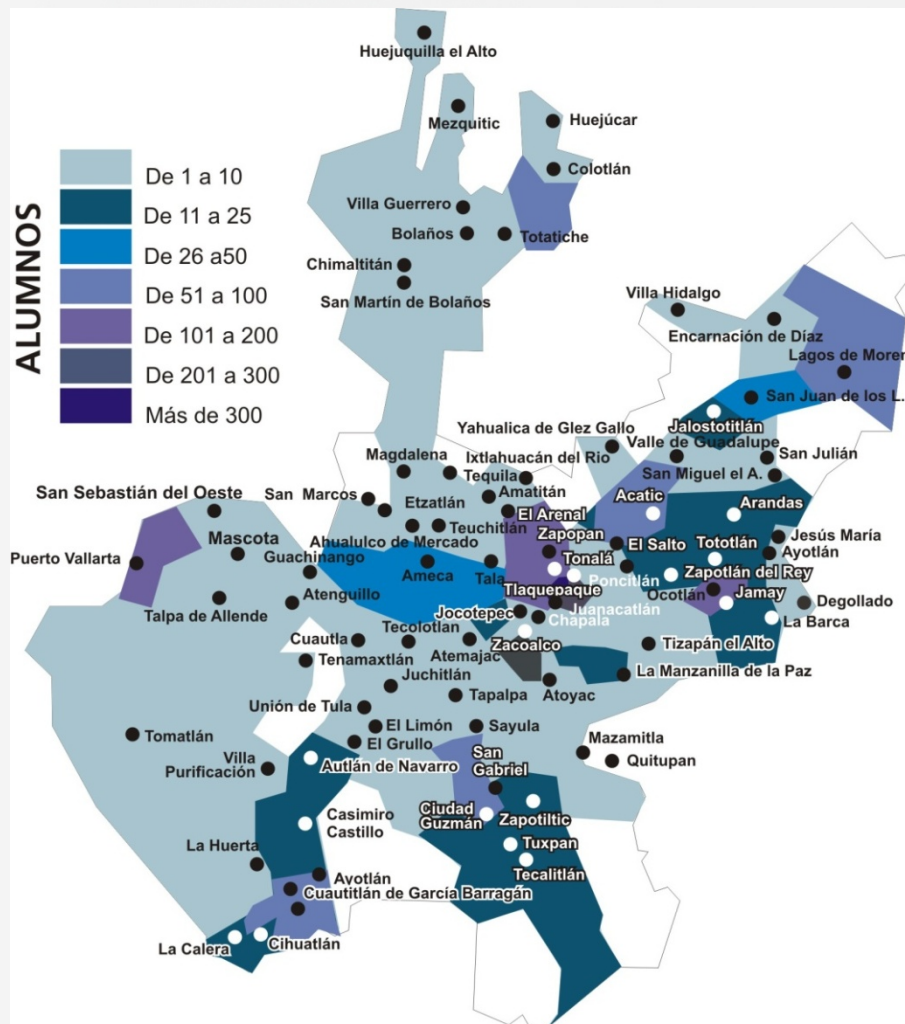 Huejuquilla el Alto
Mezquitic
Huejúcar
Colotlán
Villa Guerrero
Bolaños
Totatiche
Chimaltitán
San Martín de Bolaños
ALUMNOS
De 1 a 10
De 11 a 25
De 26 a50
De 51 a 100
De 101 a 200
De 201 a 300
Más de 300
Villa Hidalgo
Encarnación de Díaz
Lagos de Moren
San Juan de los L.
Jalostotitlán
Yahualica de Glez Gallo
Valle de Guadalupe
San Julián
Magdalena
Ixtlahuacán del Rio
San Miguel el A.
Tequila
San Sebastián del Oeste
San Marcos
Etzatlán
Amatitán
Acatic
Arandas
El Arenal
Teuchitlán
Mascota
Ahualulco de Mercado
Zapopan
El Salto
Tototlán
Jesús María
Ayotlán
Puerto Vallarta
Guachinango
Ameca
Tala
Tonalá
Poncitlán
Zapotlán del Rey
Tlaquepaque
Ocotlán
Jamay
Degollado
Talpa de Allende
Atenguillo
Jocotepec
Juanacatlán
Chapala
La Barca
Cuautla
Tecolotlan
Zacoalco
Tizapán el Alto
Tenamaxtlán
Atemajac
Juchitlán
La Manzanilla de la Paz
Tapalpa
Atoyac
Unión de Tula
El Limón
Sayula
Tomatlán
El Grullo
Mazamitla
Villa
Purificación
Autlán de Navarro
San
Gabriel
Quitupan
Casimiro
Castillo
Ciudad
Guzmán
Zapotiltic
La Huerta
Tuxpan
Tecalitlán
Ayotlán
Cuautitlán de García Barragán
La Calera
Cihuatlán